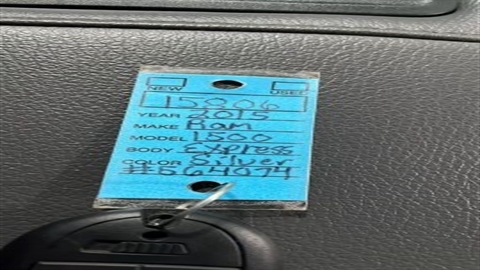 NEW USED
15806
YEAR 2015
MAKE Ram
MODEL 1500
BODY Express
COLOR Silver
#564074